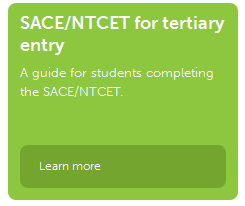 SACE/NTCET for tertiary
entry
A guide for students completing
the SACE/NTCET.
Learn more